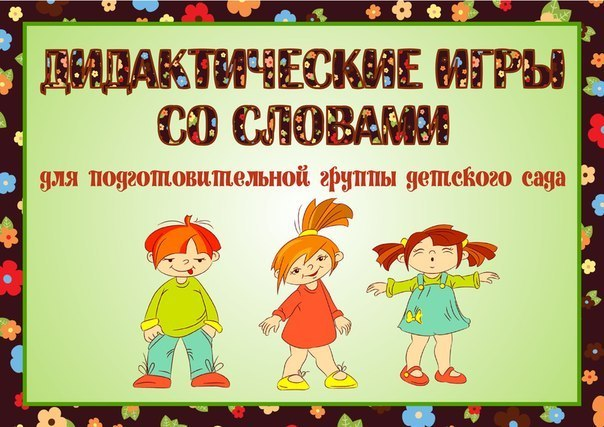 ДИДАКТИЧЕСКИЕ ИГРЫ
СО СЛОВАМИ
для подготовительной группы детского сада